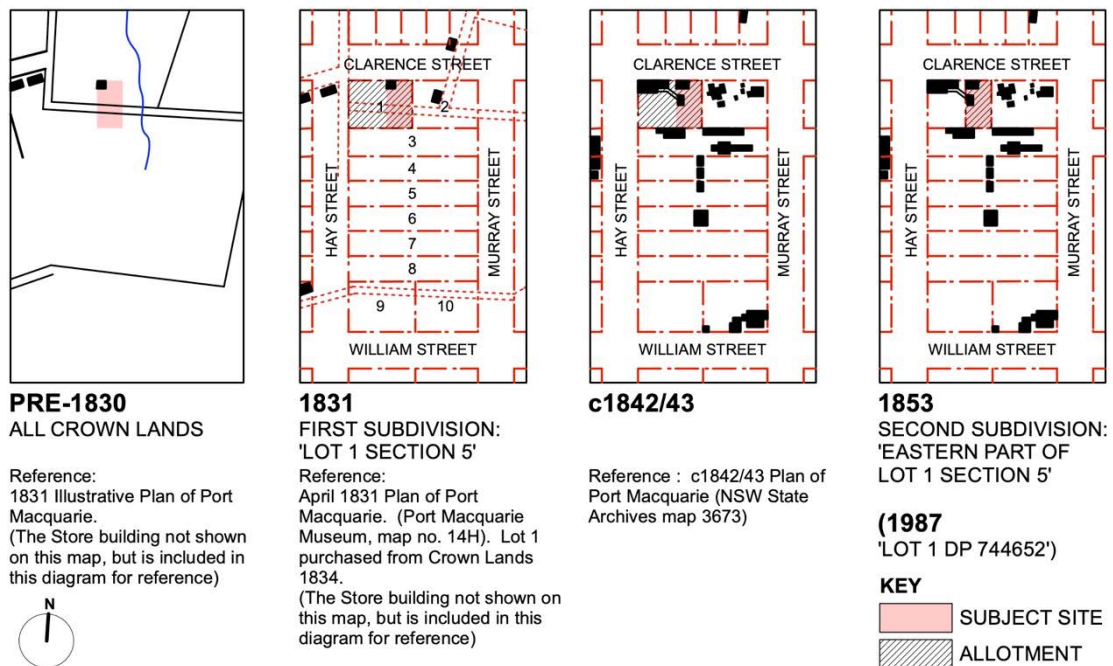 CLARENCE STREET
1
2
3
4
5
6
7
8
9
10
HAY STREET
MURRAY STREET
WILLIAM STREET
CLARENCE STREET
HAY STREET
MURRAY STREET
WILLIAM STREET
CLARENCE STREET
HAY STREET
MURRAY STREET
WILLIAM STREET
PRE-1830
ALL CROWN LANDS
Reference:
1831 Illustrative Plan of Port
Macquarie.
(The Store building not shown
on this map, but is included in
this diagram for reference)
N
1831
FIRST SUBDIVISION:
'LOT 1 SECTION 5'
Reference:
April 1831 Plan of Port
Macquarie. (Port Macquarie
Museum, map no. 14H). Lot 1
purchased from Crown Lands
1834.
(The Store building not shown on
this map, but is included in this
diagram for reference)
c1842/43
Reference : c1842/43 Plan of
Port Macquarie (NSW State
Archives map 3673)
1853
SECOND SUBDIVISION:
'EASTERN PART OF
LOT 1 SECTION 5'
(1987
'LOT 1 DP 744652')
KEY
SUBJECT SITE
ALLOTMENT